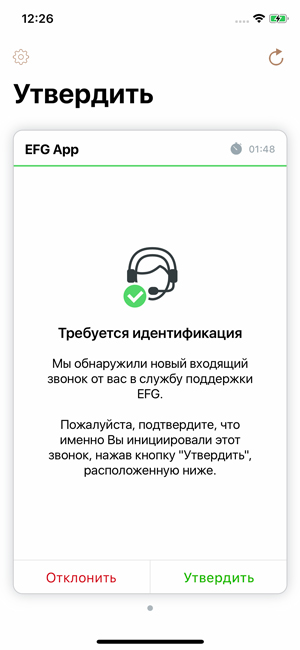 12:26
Утвердить
EFG App
01:48
Требуется идентификация
Мы обнаружили новый входящий
звонок от вас в службу поддержки
EFG.
Пожалуйста, подтвердите, что
именно Вы инициировали этот
звонок, нажав кнопку "Утвердить",
расположенную ниже.
Отклонить
Утвердить